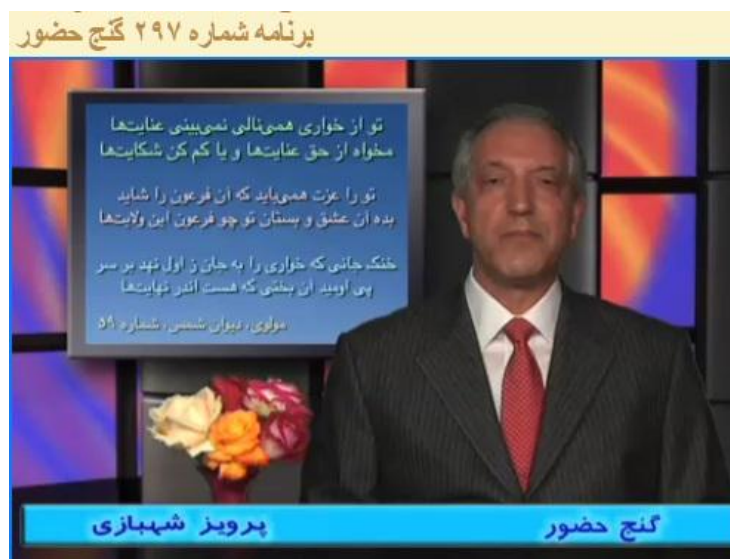 برنامه شماره ۲۹۷ گنج حضور
تو از خواری همی‌نالی نمی‌بینی عنایت‌ها
مخواه از حق عنایت‌ها و یا کم کن شکایت‌ها
تو را عزت همی‌باید که آن فرعون را شاید
بده آن عشق و بستان تو چو فرعون این ولایت‌ها
خنک جانی که خواری را به جان ز اول نهد بر سر
پی اومید آن بختی که هست اندر نهایت‌ها
مولوی، دیوان شمس، شماره ۵۹
گنج حضور
پرویز شهبازی